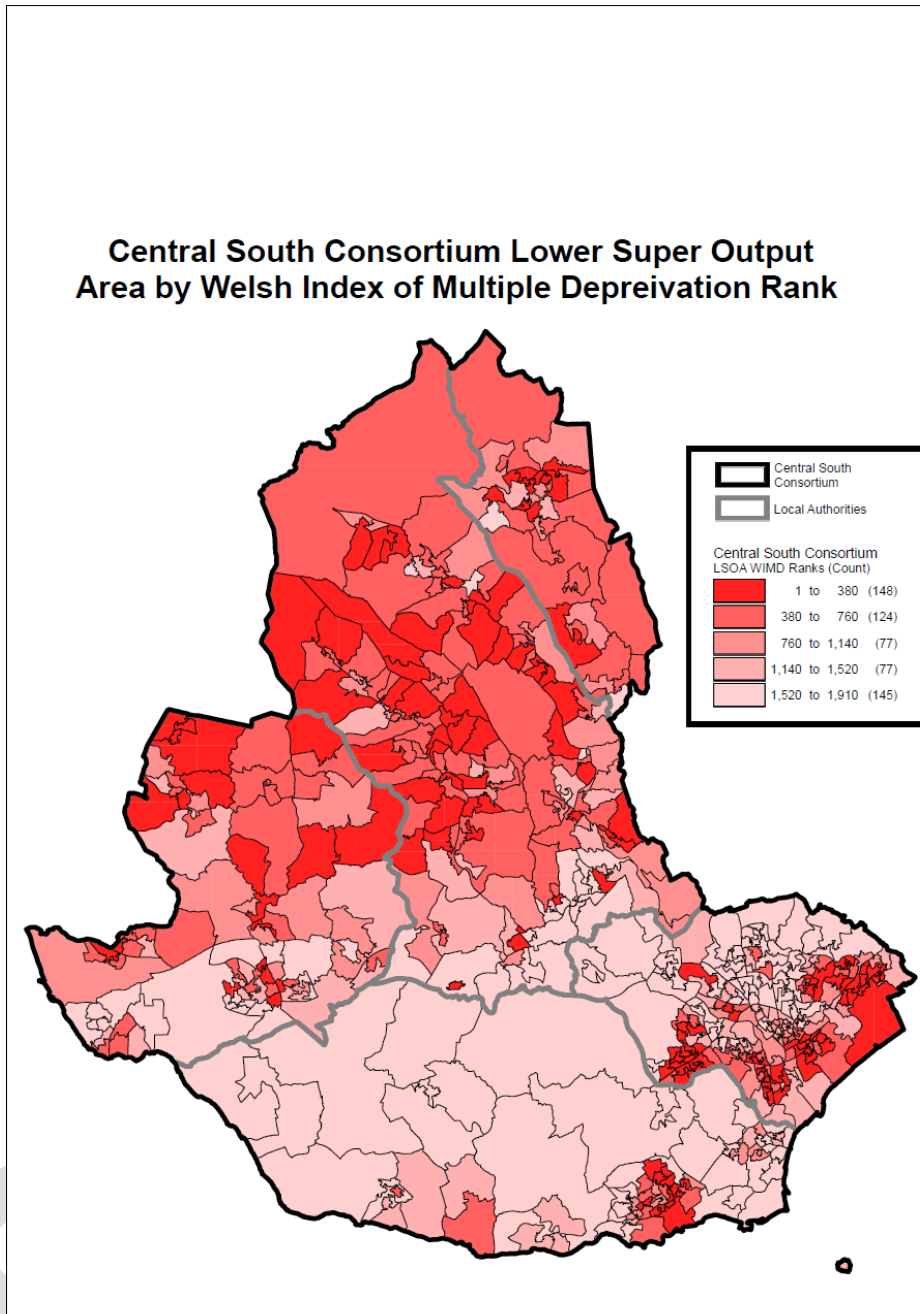 Central South Consortium Lower Super Output
Area by Welsh Index of Multiple Depreivation Rank
Central South
Consortium
Local Authorities
Central South Consortium
LSOA WIMD Ranks (Count)
1 to 380 (148)
380 to 760 (124)
760 to 1,140 (77)
1,140 to 1,520 (77)
1,520 to 1,910 (145)